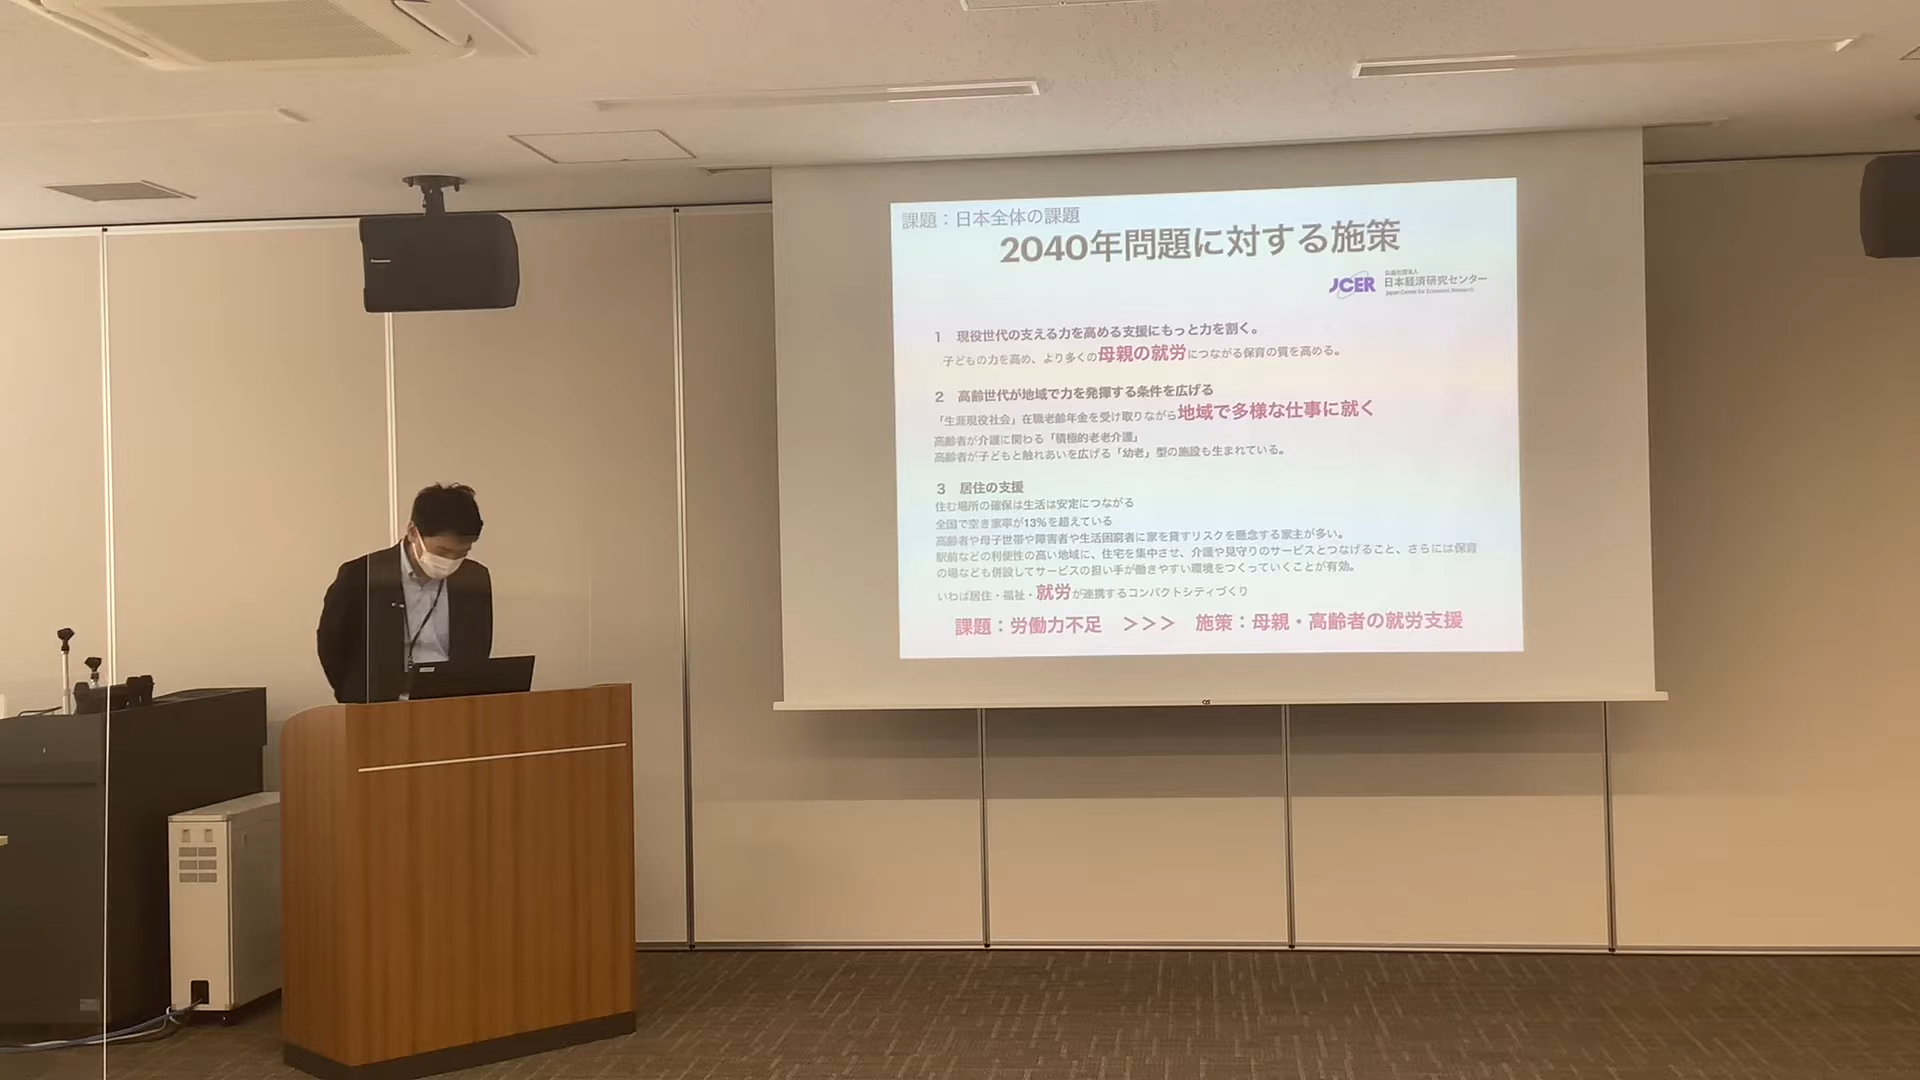 課題：日本全体の課題
2040年問題に対する施策
JCER
公益社団法人
日本経済研究センター
Japan Center for Economic Research
1 現役世代の支える力を高める支援にもっと力を割く。
子どもの力を高め、より多くの母親の就労につながる保育の質を高める。
2 高齢世代が地域で力を発揮する条件を広げる
「生涯現役社会」在職老齢年金を受け取りながら地域で多様な仕事に就く
高齢者が介護に関わる「積極的老老介護」
高齢者が子どもと触れあいを広げる「幼老」型の施設も生まれている。
3 居住の支援
住む場所の確保は生活は安定につながる
全国で空き家率が13%を超えている
高齢者や母子世帯や障害者や生活困窮者に家を貸すリスクを懸念する家主が多い。
駅前などの利便性の高い地域に、住宅を集中させ、介護や見守りのサービスとつなげること、さらには保育
の場なども併設してサービスの担い手が働きやすい環境をつくっていくことが有効。
いわば居住・福祉・就労が連携するコンパクトシティづくり
課題：労働力不足 >>> 施策：母親・高齢者の就労支援